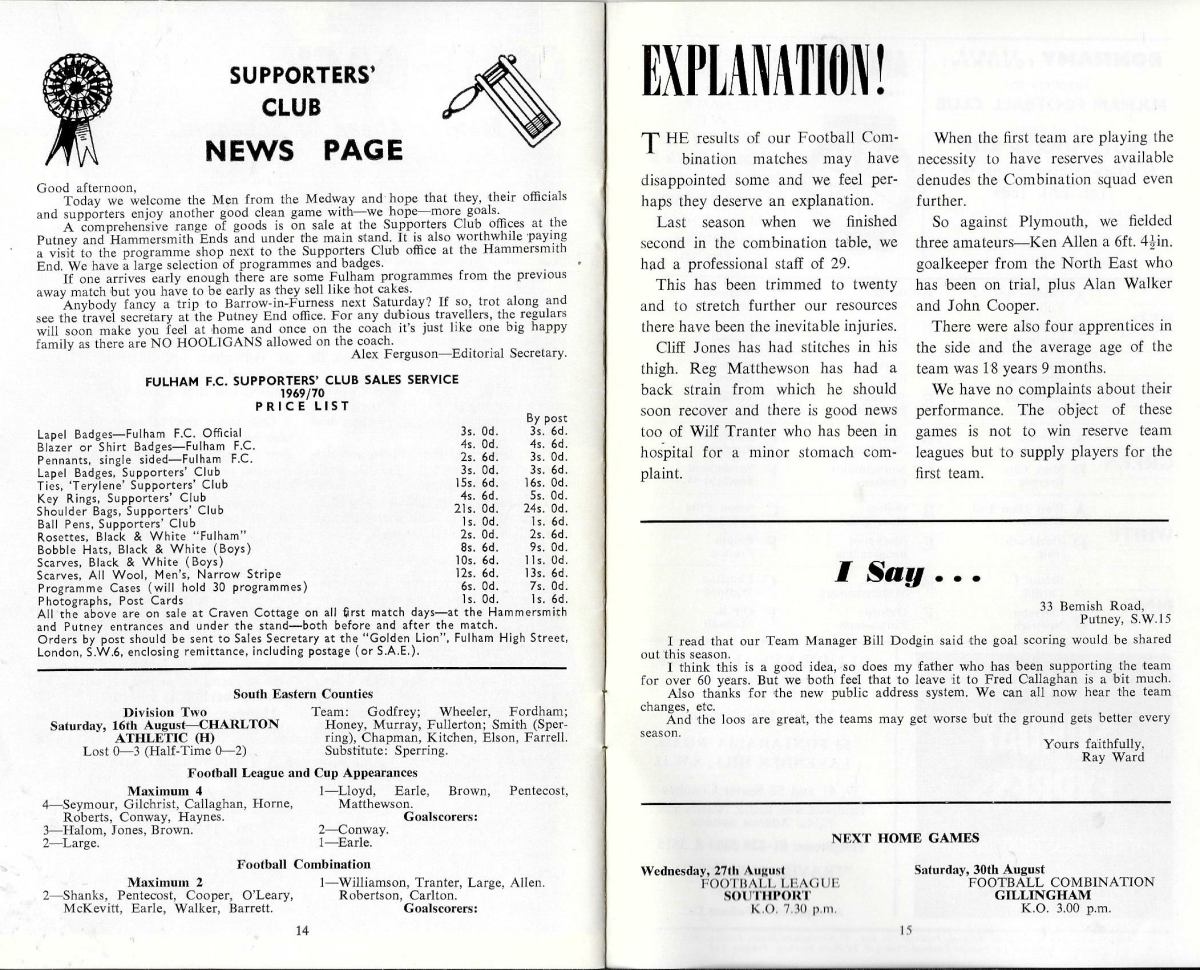 SUPPORTERS'
CLUB
NEWS PAGE
Good afternoon,
Today we welcome the Men from the Medway and hope that they, their officials
and supporters enjoy another good clean game with—we hope—more goals.
A comprehensive range of goods is on sale at the Supporters Club offices at the
Putney and Hammersmith Ends and under the main stand. It is also worthwhile paying
a visit to the programme shop next to the Supporters Club office at the Hammersmith
End. We have a large selection of programmes and badges.
If one arrives early enough there are some Fulham programmes from the previous
away match but you have to be early as they sell like hot cakes.
Anybody fancy a trip to Barrow-in-Furness next Saturday? If so, trot along and
see the travel secretary at the Putney End office. For any dubious travellers, the regulars
will soon make you feel at home and once on the coach it's just like one big happy
family as there are NO HOOLIGANS allowed on the coach.
Alex Ferguson—Editorial Secretary.
FULHAM F.C. SUPPORTERS' CLUB SALES SERVICE
1969/70
PRICE LIST
By post
Lapel Badges—Fulham F.C. Official 3s. 0d. 3s. 6d.
Blazer or Shirt Badges—Fulham F.C. 4s. 0d. 4s. 6d.
Pennants, single sided—Fulham F.C. 2s. 6d. 3s. 0d.
Lapel Badges, Supporters' Club 3s. 0d. 3s. 6d.
Ties, 'Terylene' Supporters' Club 15s. 6d. 16s. 0d.
Key Rings, Supporters' Club 4s. 6d. 5s. 0d.
Shoulder Bags, Supporters' Club 21s. 0d. 24s. 0d.
Ball Pens, Supporters' Club 1s. 0d. 1s. 6d.
Rosettes, Black & White "Fulham" 2s. 0d. 2s. 6d.
Bobble Hats, Black & White (Boys) 8s. 6d. 9s. 0d.
Scarves, Black & White (Boys) 10s. 6d. 11s. 0d.
Scarves, All Wool, Men's, Narrow Stripe 12s. 6d. 13s. 6d.
Programme Cases (will hold 30 programmes) 6s. 0d. 7s. 0d.
Photographs, Post Cards 1s. 0d. 1s. 6d.
All the above are on sale at Craven Cottage on all first match days—at the Hammersmith
and Putney entrances and under the stand—both before and after the match.
Orders by post should be sent to Sales Secretary at the "Golden Lion", Fulham High Street,
London, S.W.6, enclosing remittance, including postage (or S.A.E.).
South Eastern Counties
Division Two
Saturday, 16th August—CHARLTON
ATHLETIC (H)
Lost 0—3 (Half-Time 0—2)
Team: Godfrey; Wheeler, Fordham;
Honey, Murray, Fullerton; Smith (Sper-
ring), Chapman, Kitchen, Elson, Farrell.
Substitute: Sperring.
Football League and Cup Appearances
Maximum 4
4—Seymour, Gilchrist, Callaghan, Horne,
Roberts, Conway, Haynes.
3—Halom, Jones, Brown.
2—Large.
1—Lloyd, Earle, Brown, Pentecost,
Matthewson.
Goalscorers:
2—Conway.
1—Earle.
Football Combination
Maximum 2
2—Shanks, Pentecost, Cooper, O'Leary,
McKevitt, Earle, Walker, Barrett.
1—Williamson, Tranter, Large, Allen.
Robertson, Carlton.
Goalscorers:
14
EXPLANATION!
THE results of our Football Com-
bination matches may have
disappointed some and we feel per-
haps they deserve an explanation.
Last season when we finished
second in the combination table, we
had a professional staff of 29.
This has been trimmed to twenty
and to stretch further our resources
there have been the inevitable injuries.
Cliff Jones has had stitches in his
thigh. Reg Matthewson has had a
back strain from which he should
soon recover and there is good news
too of Wilf Tranter who has been in
hospital for a minor stomach com-
plaint.
When the first team are playing the
necessity to have reserves available
denudes the Combination squad even
further.
So against Plymouth, we fielded
three amateurs—Ken Allen a 6ft. 4½in.
goalkeeper from the North East who
has been on trial, plus Alan Walker
and John Cooper.
There were also four apprentices in
the side and the average age of the
team was 18 years 9 months.
We have no complaints about their
performance. The object of these
games is not to win reserve team
leagues but to supply players for the
first team.
I Say . . .
33 Bemish Road,
Putney, S.W.15
I read that our Team Manager Bill Dodgin said the goal scoring would be shared
out this season.
I think this is a good idea, so does my father who has been supporting the team
for over 60 years. But we both feel that to leave it to Fred Callaghan is a bit much.
Also thanks for the new public address system. We can all now hear the team
changes, etc.
And the loos are great, the teams may get worse but the ground gets better every
season.
Yours faithfully,
Ray Ward
NEXT HOME GAMES
Wednesday, 27th August
FOOTBALL LEAGUE
SOUTHPORT
K.O. 7.30 p.m.
Saturday, 30th August
FOOTBALL COMBINATION
GILLINGHAM
K.O. 3.00 p.m.
15